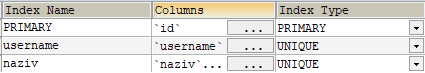 Index Name Columns Index Type
PRIMARY `id` ... PRIMARY
username `username` ... UNIQUE
naziv `naziv`... ... UNIQUE